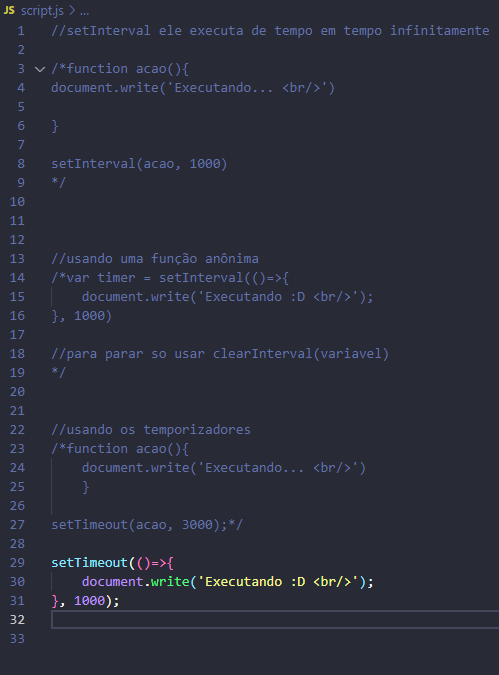 JS script.js > ...
1 //setInterval ele executa de tempo em tempo infinitamente
2
3 /*function acao(){
4 document.write('Executando... <br/>')
5
6 }
7
8 setInterval(acao, 1000)
9 */
10
11
12
13 //usando uma função anônima
14 /*var timer = setInterval(()=>{
15     document.write('Executando :D <br/>');
16 }, 1000)
17
18 //para parar so usar clearInterval(variavel)
19 */
20
21
22 //usando os temporizadores
23 /*function acao(){
24     document.write('Executando... <br/>')
25     }
26
27 setTimeout(acao, 3000);*/
28
29 setTimeout(()=>{
30     document.write('Executando :D <br/>');
31 }, 1000);
32
33